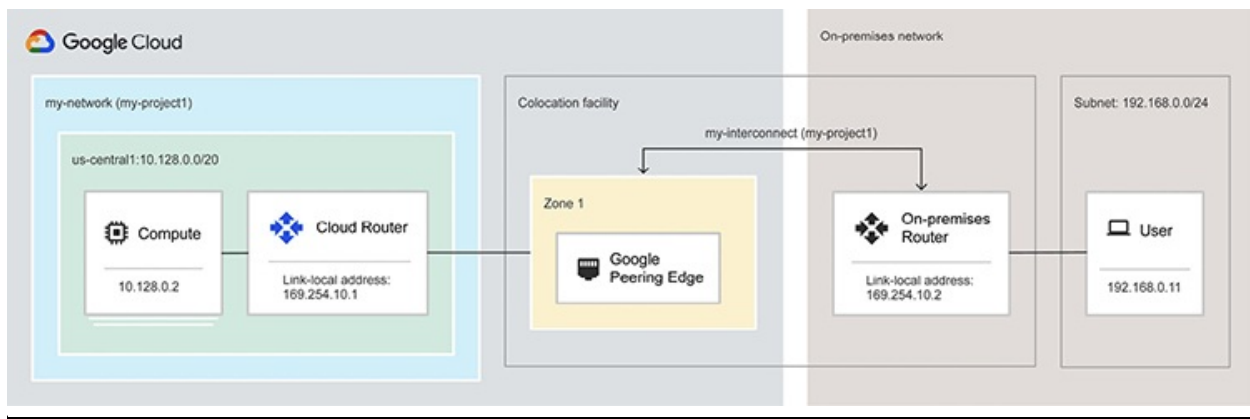 Google Cloud
On-premises network
my-network (my-project1)
Colocation facility
Subnet: 192.168.0.0/24
my-interconnect (my-project1)
us-central1:10.128.0.0/20
Zone 1
Compute
10.128.0.2
Cloud Router
Link-local address:
169.254.10.1
Google
Peering Edge
On-premises
Router
Link-local address:
169.254.10.2
User
192.168.0.11